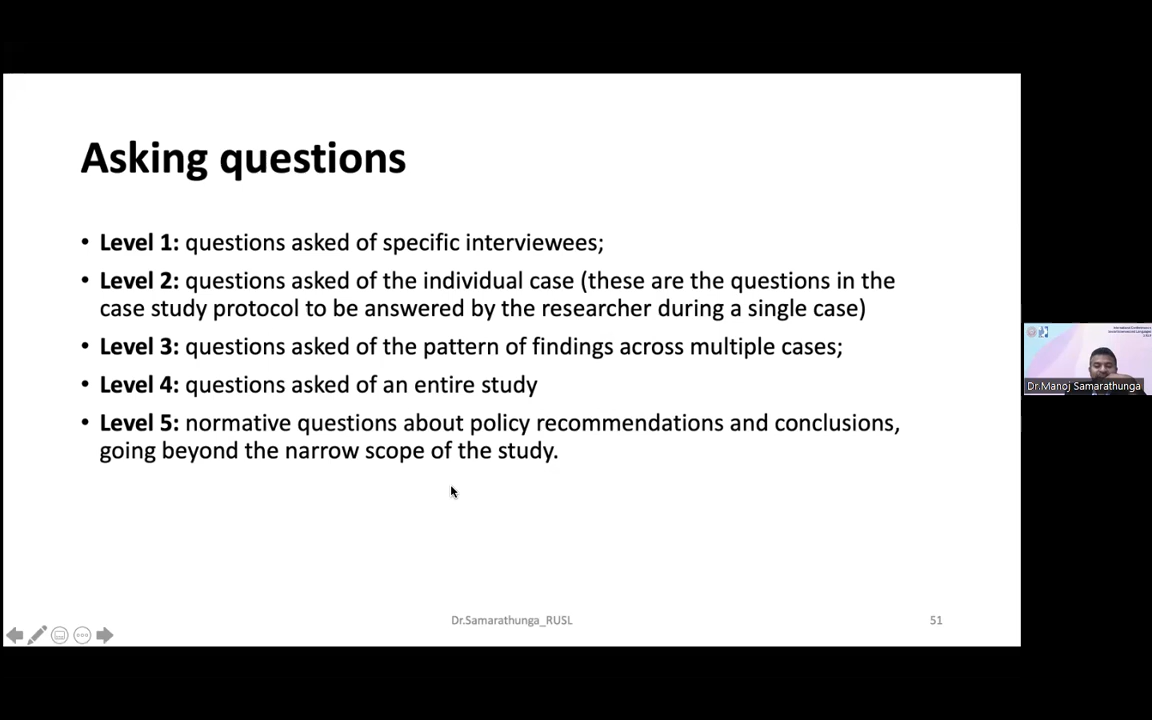 Asking questions
• Level 1: questions asked of specific interviewees;
• Level 2: questions asked of the individual case (these are the questions in the
case study protocol to be answered by the researcher during a single case)
• Level 3: questions asked of the pattern of findings across multiple cases;
• Level 4: questions asked of an entire study
• Level 5: normative questions about policy recommendations and conclusions,
going beyond the narrow scope of the study.
Dr.Manoj Samarathunga
Dr.Samarathunga_RUSL
51